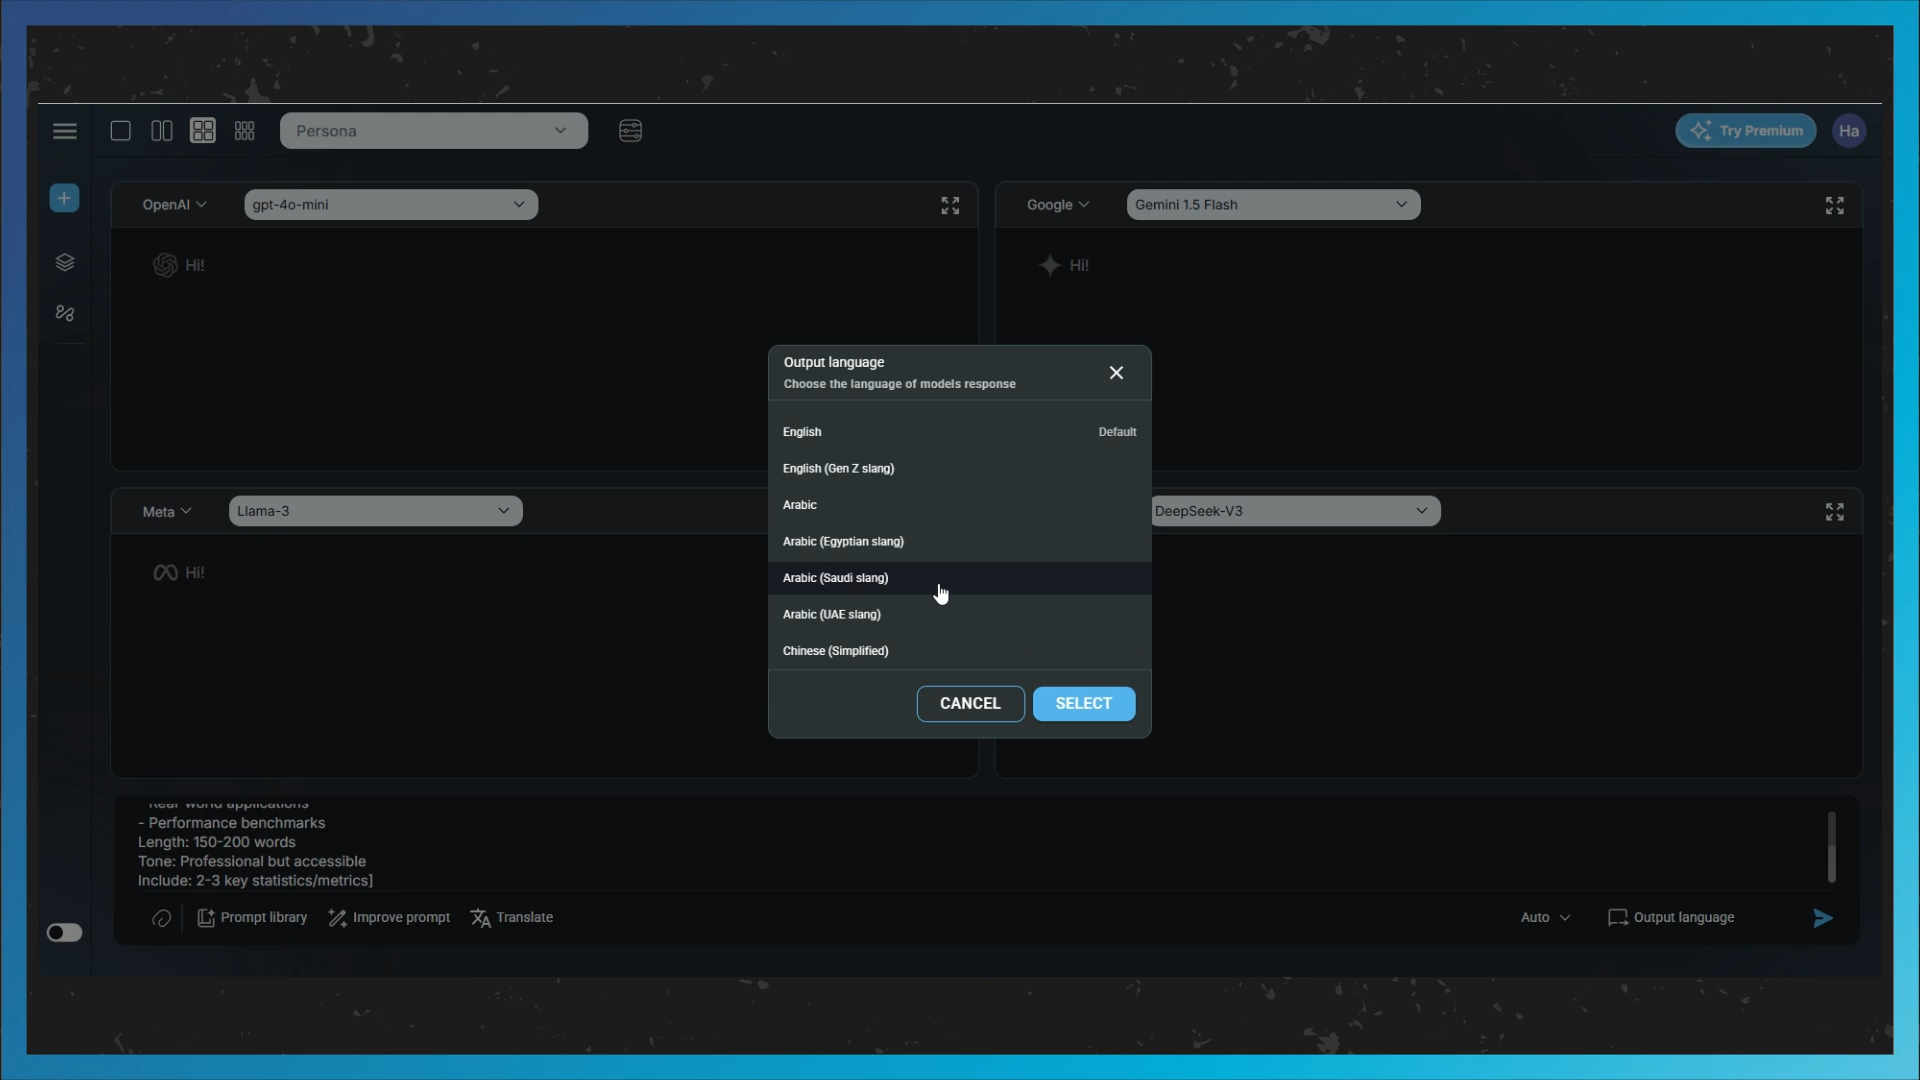 Persona
Try Premium
Ha
OpenAI
gpt-4o-mini
Google
Gemini 1.5 Flash
Hi!
Hi!
Output language
Choose the language of models response
English Default
English (Gen Z slang)
Arabic
Arabic (Egyptian slang)
Arabic (Saudi slang)
Arabic (UAE slang)
Chinese (Simplified)
CANCEL
SELECT
Meta
Llama-3
DeepSeek-V3
Hi!
- Performance benchmarks
Length: 150-200 words
Tone: Professional but accessible
Include: 2-3 key statistics/metrics]
Prompt library
Improve prompt
Translate
Auto
Output language